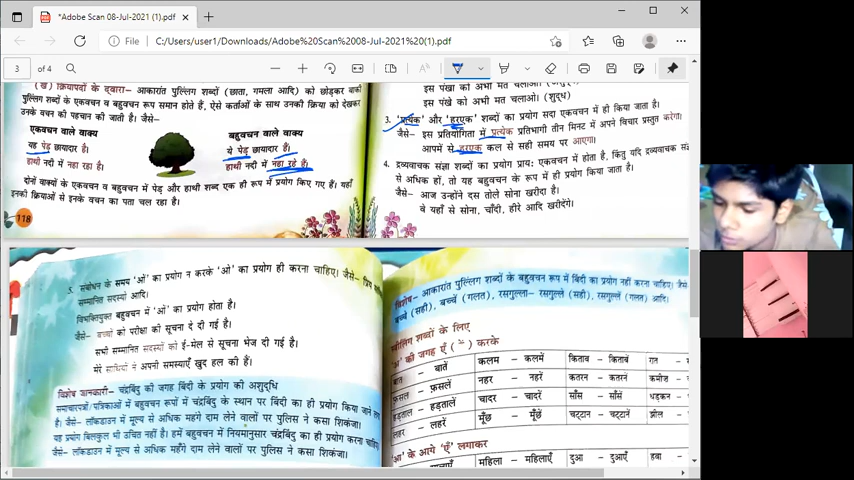 *Adobe Scan 08-Jul-2021 (1).pdf
File
C:/Users/user1/Downloads/Adobe%20Scan%2008-Jul-2021%20(1).pdf
3
of 4
(ख) क्रियापदों के द्वारा- आकारांत पुल्लिंग शब्दों (छाता, गमला आदि) को छोड़कर बाकी
पुल्लिंग शब्दों के एकवचन व बहुवचन रूप समान होते हैं, ऐसे कर्ताओं के साथ उनकी क्रिया को देखकर
उनके वचन की पहचान की जाती है। जैसे-
एकवचन वाले वाक्य
यह पेड़ छायादार है।
हाथी नदी में नहा रहा है।
बहुवचन वाले वाक्य
ये पेड़ छायादार हैं।
हाथी नदी में नहा रहे हैं।
दोनों वाक्यों के एकवचन व बहुवचन में पेड़ और हाथी शब्द एक ही रूप में प्रयोग किए गए हैं। यहाँ
इनकी क्रियाओं से इनके वचन का पता चल रहा है।
118
इस पंखा को अभी मत चलाओ।
इस पंखे को अभी मत चलाओ। (शुद्ध)
3. 'प्रत्येक' और 'हरएक' शब्दों का प्रयोग सदा एकवचन में ही किया जाता है।
जैसे- इस प्रतियोगिता में प्रत्येक प्रतिभागी तीन मिनट में अपने विचार प्रस्तुत करेगा।
आपमें से हरएक कल से सही समय पर आएगा।
4. द्रव्यवाचक संज्ञा शब्दों का प्रयोग प्रायः एकवचन में होता है, किंतु यदि द्रव्यवाचक
से अधिक हों, तो यह बहुवचन के रूप में ही प्रयोग किया जाता है।
जैसे- आज उन्होंने दस तोले सोना खरीदा है।
वे यहाँ से सोना, चाँदी, हीरे आदि खरीदेंगे।
5. संबोधन के समय 'ओं' का प्रयोग न करके 'ओ' का प्रयोग ही करना चाहिए। जैसे- प्रिय
सम्मानित सदस्यो आदि।
विभक्तियुक्त बहुवचन में 'ओं' का प्रयोग होता है।
जैसे- बच्चों को परीक्षा की सूचना दे दी गई है।
सभी सम्मानित सदस्यों को ई-मेल से सूचना भेज दी गई है।
मेरे साथियों ने अपनी समस्याएँ खुद हल की हैं।
विशेष जानकारी- चंद्रबिंदु की जगह बिंदी के प्रयोग की अशुद्धि
समाचारपत्रों/पत्रिकाओं में बहुवचन रूपों में चंद्रबिंदु के स्थान पर बिंदी का ही प्रयोग किया जाने लगा
है। जैसे- लॉकडाउन में मूल्य से अधिक महंगे दाम लेने वालों पर पुलिस ने कसा शिकंजा।
यह प्रयोग बिलकुल भी उचित नहीं है। हमें बहुवचन में नियमानुसार चंद्रबिंदु का ही प्रयोग करना चाहिए
जैसे- लॉकडाउन में मूल्य से अधिक महँगे दाम लेने वालों पर पुलिस ने कसा शिकंजा।
विशेष- आकारांत पुल्लिंग शब्दों के बहुवचन रूप में बिंदी का प्रयोग नहीं करना चाहिए। जैसे
बच्चे (सही), बच्चें (गलत), रसगुल्ला- रसगुल्ले (सही), रसगुल्लें (गलत) आदि।
स्त्रीलिंग शब्दों के लिए
'अ' की जगह एँ ( ें ) करके
बात - बातें
कलम - कलमें
किताब - किताबें
गत -
फ़सल - फ़सलें
नहर - नहरें
कतरन - कतरनें
कमीज़ -
हड़ताल - हड़तालें
चादर - चादरें
साँस - साँसें
धड़कन -
लहर - लहरें
मूँछ - मूँछें
चट्टान - चट्टानें
झील -
'आ' के आगे 'एँ' लगाकर
महिला - महिलाएँ
दुआ - दुआएँ
हवा -